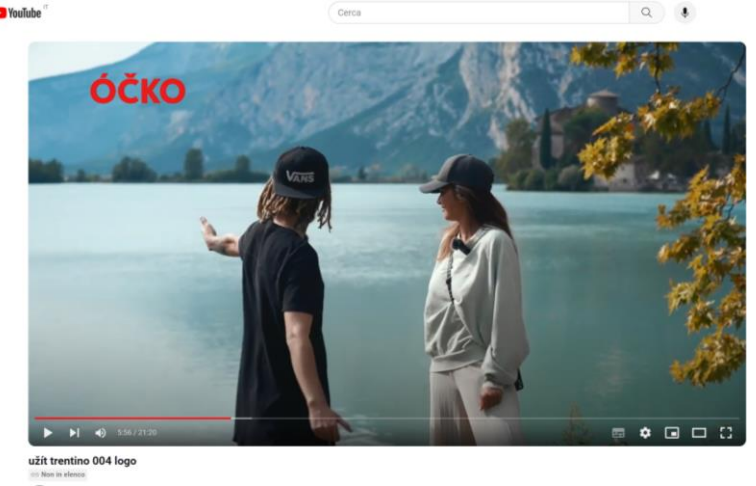 YouTube IT
Cerca
ÓČKO
VANS
5:56 / 21:20
užít trentino 004 logo
Non in elenco